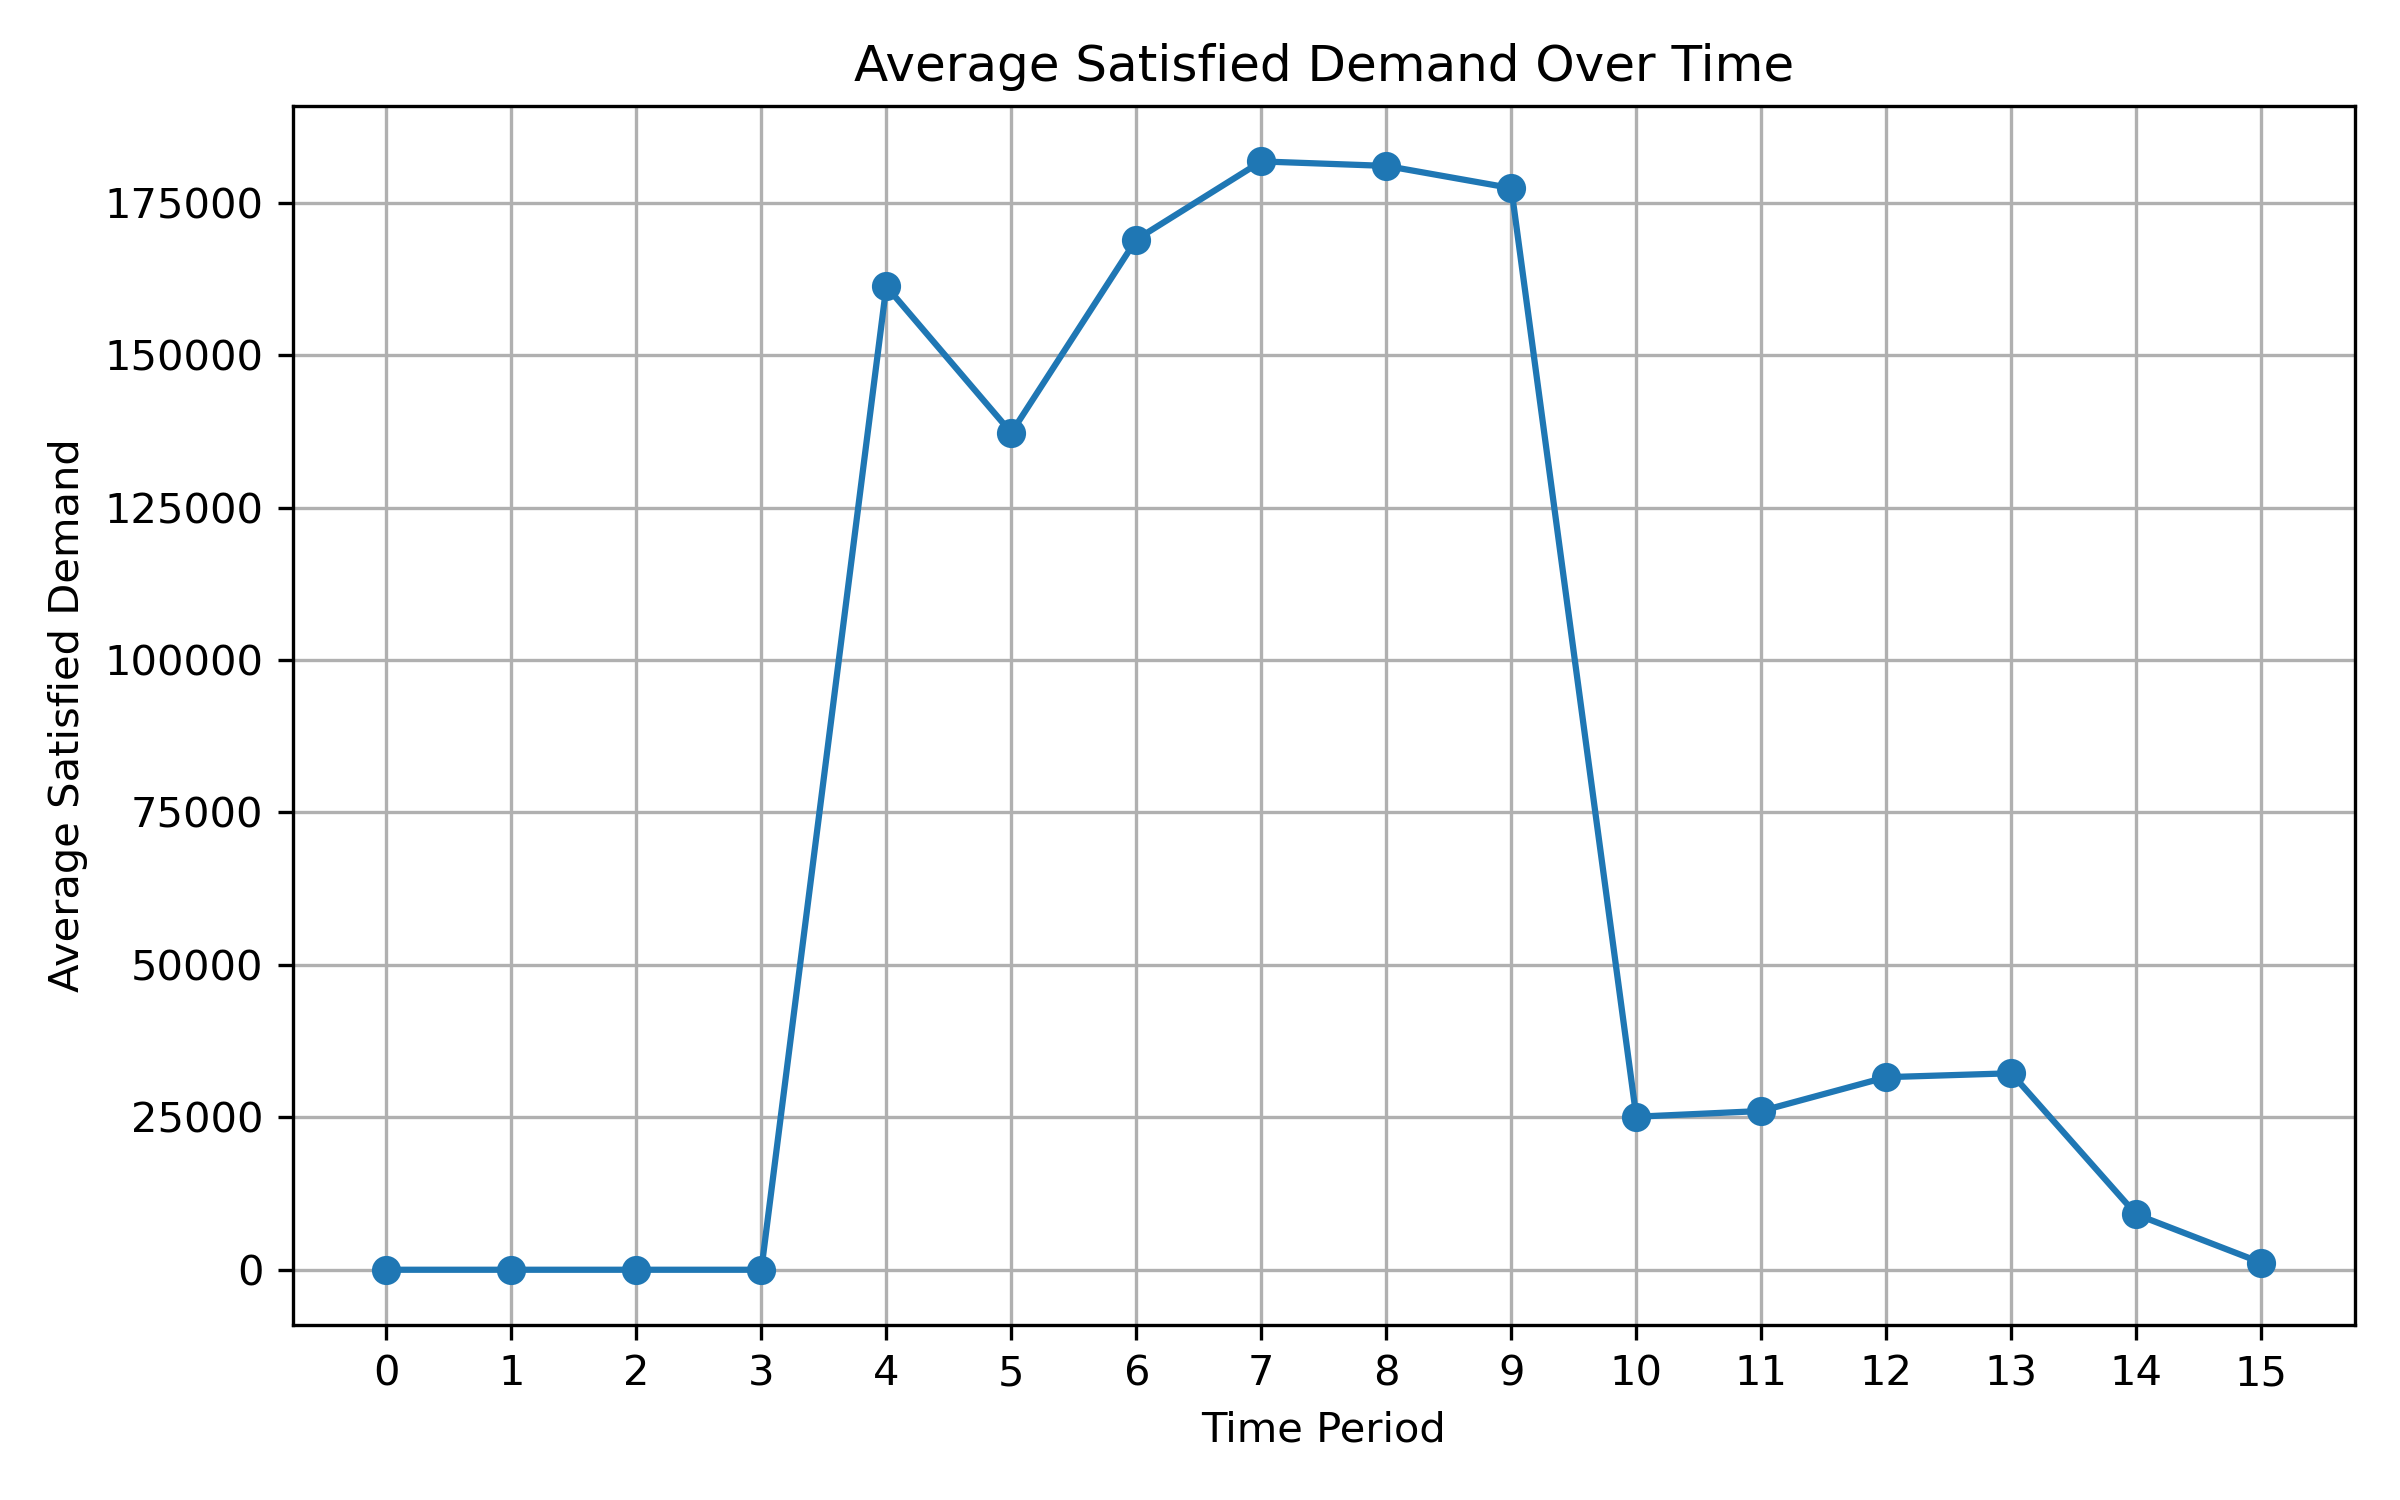 Average Satisfied Demand Over Time
175000
150000
125000
100000
75000
50000
25000
0
Average Satisfied Demand
0 1 2 3 4 5 6 7 8 9 10 11 12 13 14 15
Time Period